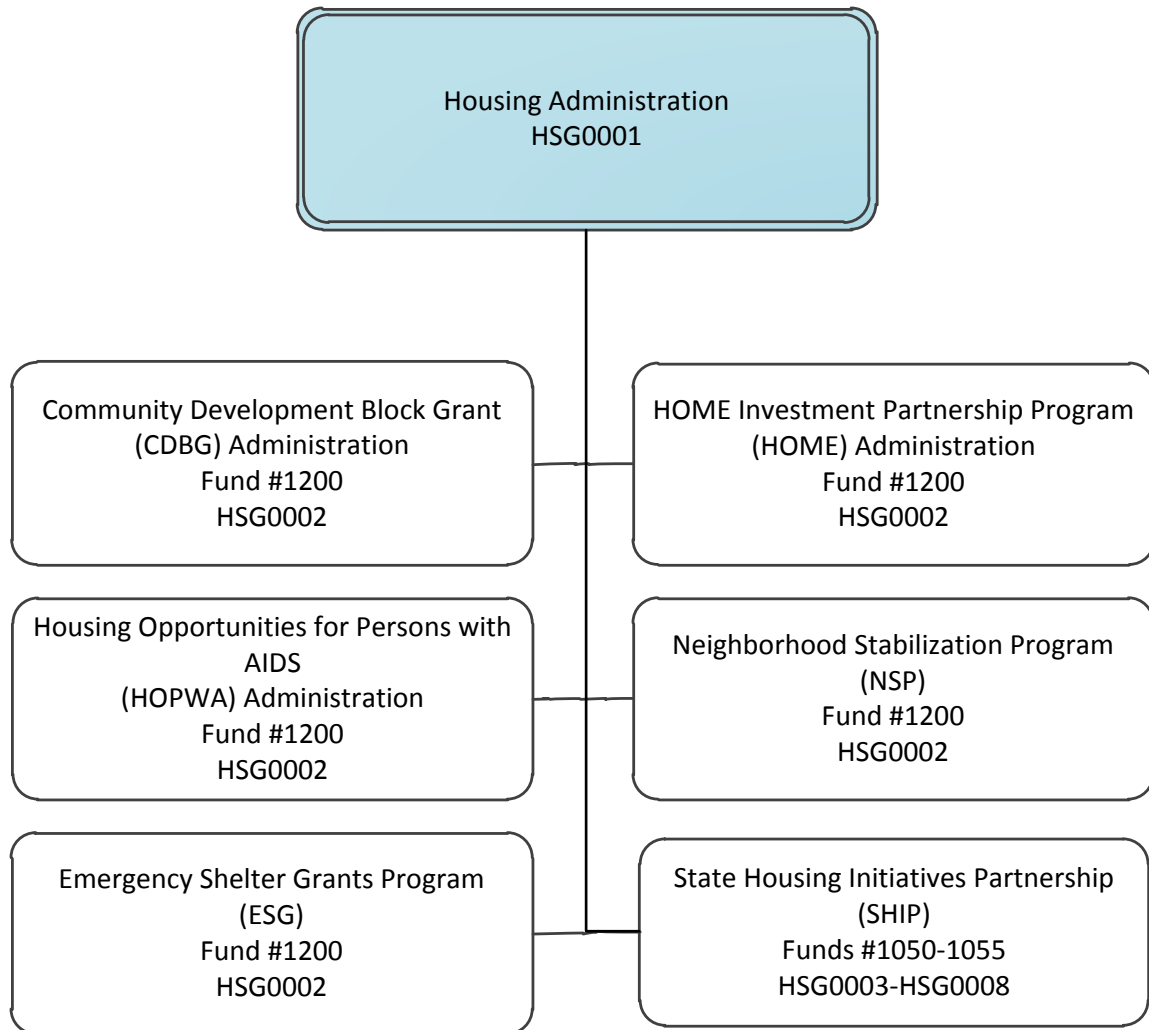 Housing Administration
HSG0001
Community Development Block Grant
(CDBG) Administration
Fund #1200
HSG0002
HOME Investment Partnership Program
(HOME) Administration
Fund #1200
HSG0002
Housing Opportunities for Persons with
AIDS
(HOPWA) Administration
Fund #1200
HSG0002
Neighborhood Stabilization Program
(NSP)
Fund #1200
HSG0002
Emergency Shelter Grants Program
(ESG)
Fund #1200
HSG0002
State Housing Initiatives Partnership
(SHIP)
Funds #1050-1055
HSG0003-HSG0008